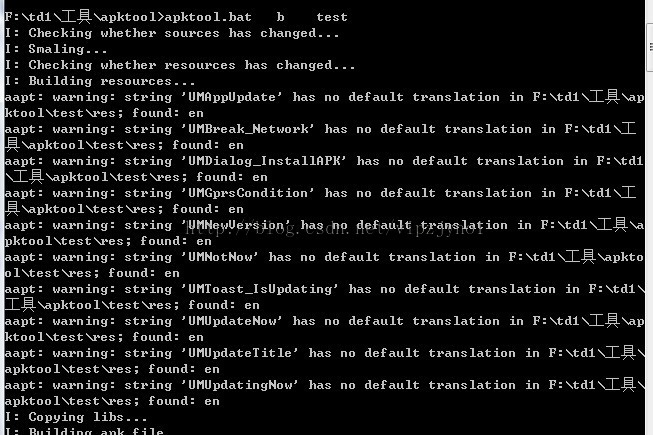 F:\td1\工具\apktool>apktool.bat   b    test
I: Checking whether sources has changed...
I: Smaling...
I: Checking whether resources has changed...
I: Building resources...
aapt: warning: string 'UMAppUpdate' has no default translation in F:\td1\工具\ap
ktool\test\res; found: en
aapt: warning: string 'UMBreak_Network' has no default translation in F:\td1\工
具\apktool\test\res; found: en
aapt: warning: string 'UMDialog_InstallAPK' has no default translation in F:\td1
\工具\apktool\test\res; found: en
aapt: warning: string 'UMGprsCondition' has no default translation in F:\td1\工
具\apktool\test\res; found: en
aapt: warning: string 'UMNewVersion' has no default translation in F:\td1\工具\a
pktool\test\res; found: en
http://blog.csdn.net/vipzjyno1
aapt: warning: string 'UMNotNow' has no default translation in F:\td1\工具\apkto
ol\test\res; found: en
aapt: warning: string 'UMToast_IsUpdating' has no default translation in F:\td1\
工具\apktool\test\res; found: en
aapt: warning: string 'UMUpdateNow' has no default translation in F:\td1\工具\ap
ktool\test\res; found: en
aapt: warning: string 'UMUpdateTitle' has no default translation in F:\td1\工具\
apktool\test\res; found: en
aapt: warning: string 'UMUpdatingNow' has no default translation in F:\td1\工具\
apktool\test\res; found: en
I: Copying libs...
I: Building apk file